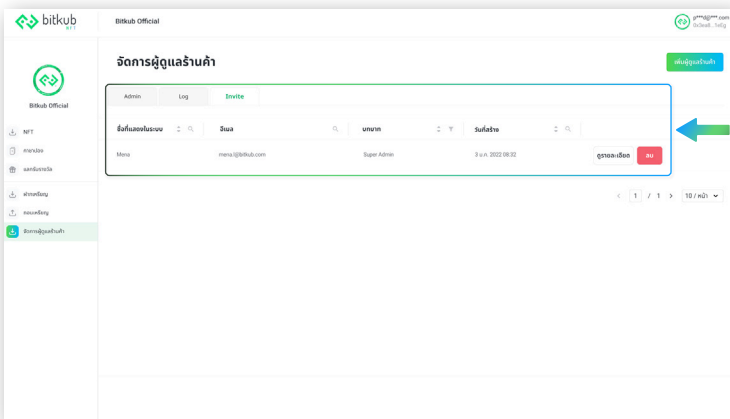 bitkub
NFT
Bitkub Official
p***d@***.com
จัดการผู้ดูแลร้านค้า
เพิ่มผู้ดูแลร้านค้า
Bitkub Official
Admin
Log
Invite
ชื่อที่แสดงในระบบ
อีเมล
บทบาท
วันที่สร้าง
Mena
mena.l@bitkub.com
Super Admin
3 ม.ค. 2022 08:32
ดูรายละเอียด
ลบ
NFT
กาชาปอง
แลกรับรางวัล
ฝากเหรียญ
ถอนเหรียญ
จัดการผู้ดูแลร้านค้า
< 1 / 1 >
10 / หน้า